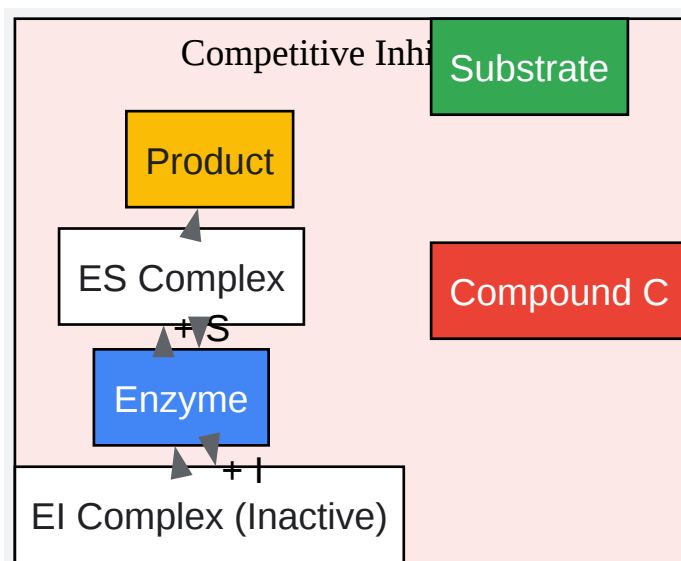 Competitive Inhi
Substrate
Product
ES Complex
Compound C
+ S
Enzyme
+ I
EI Complex (Inactive)